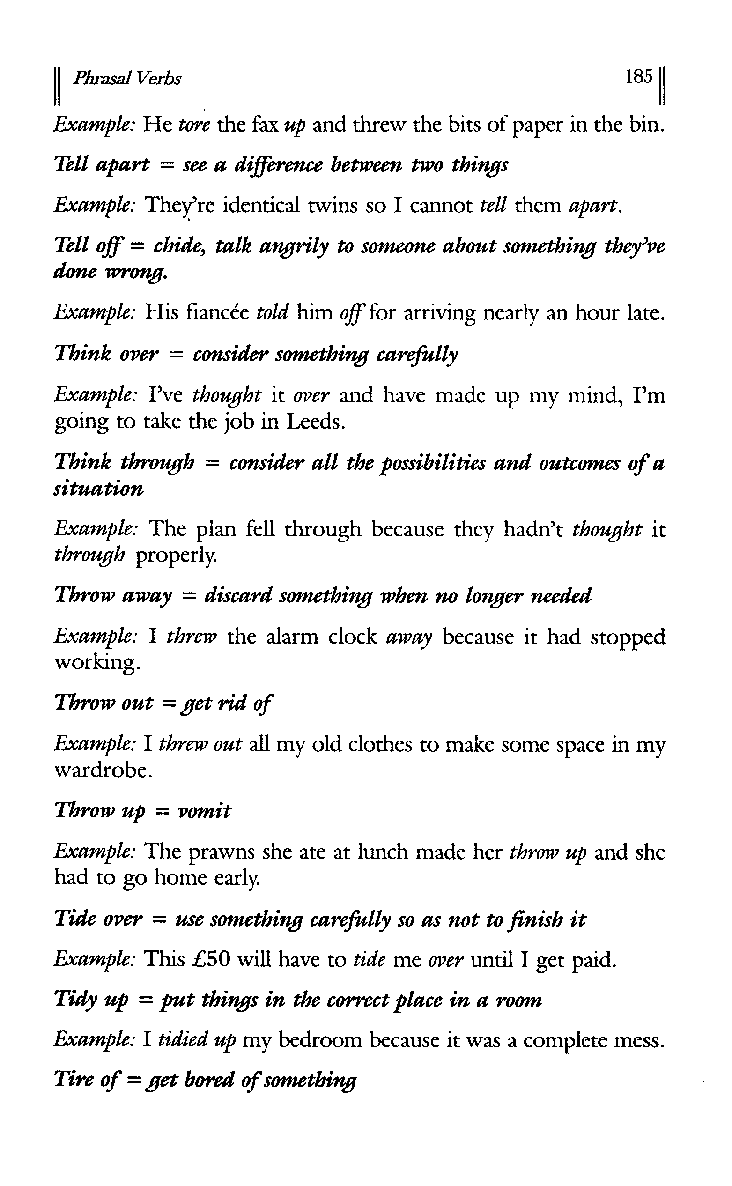 Phrasal Verbs 185
Example: He tore the fax up and threw the bits of paper in the bin.
Tell apart = see a difference between two things
Example: They're identical twins so I cannot tell them apart.
Tell off = chide, talk angrily to someone about something they've
done wrong.
Example: His fiancée told him off for arriving nearly an hour late.
Think over = consider something carefully
Example: I've thought it over and have made up my mind, I'm
going to take the job in Leeds.
Think through = consider all the possibilities and outcomes of a
situation
Example: The plan fell through because they hadn't thought it
through properly.
Throw away = discard something when no longer needed
Example: I threw the alarm clock away because it had stopped
working.
Throw out = get rid of
Example: I threw out all my old clothes to make some space in my
wardrobe.
Throw up = vomit
Example: The prawns she ate at lunch made her throw up and she
had to go home early.
Tide over = use something carefully so as not to finish it
Example: This £50 will have to tide me over until I get paid.
Tidy up = put things in the correct place in a room
Example: I tidied up my bedroom because it was a complete mess.
Tire of = get bored of something